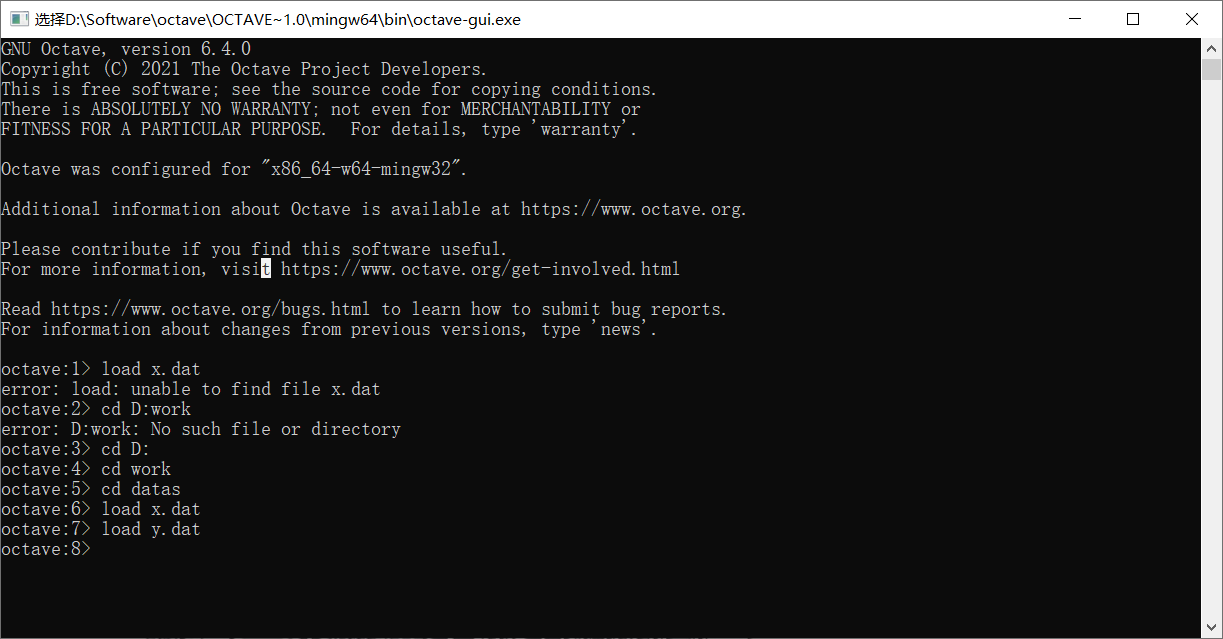 选择D:\Software\octave\OCTAVE~1.0\mingw64\bin\octave-gui.exe
GNU Octave, version 6.4.0
Copyright (C) 2021 The Octave Project Developers.
This is free software; see the source code for copying conditions.
There is ABSOLUTELY NO WARRANTY; not even for MERCHANTABILITY or
FITNESS FOR A PARTICULAR PURPOSE.  For details, type 'warranty'.
Octave was configured for "x86_64-w64-mingw32".
Additional information about Octave is available at https://www.octave.org.
Please contribute if you find this software useful.
For more information, visit https://www.octave.org/get-involved.html
Read https://www.octave.org/bugs.html to learn how to submit bug reports.
For information about changes from previous versions, type 'news'.
octave:1> load x.dat
error: load: unable to find file x.dat
octave:2> cd D:work
error: D:work: No such file or directory
octave:3> cd D:
octave:4> cd work
octave:5> cd datas
octave:6> load x.dat
octave:7> load y.dat
octave:8>